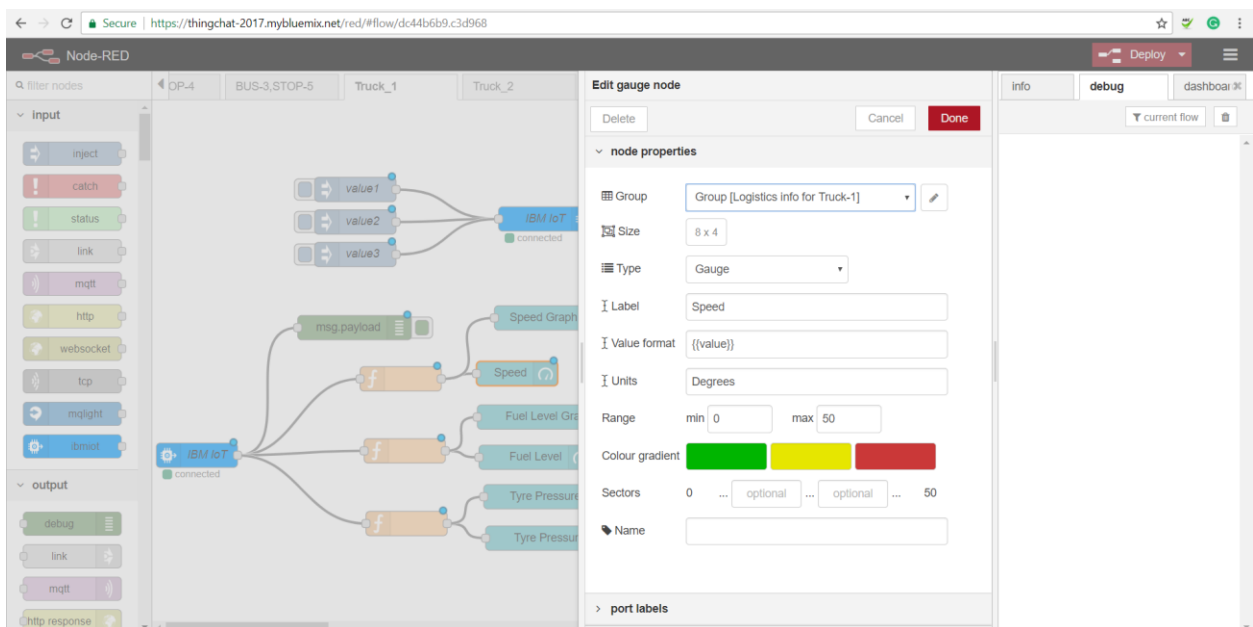 Secure | https://thingchat-2017.mybluemix.net/red/#flow/dc44b6b9.c3d968
Node-RED
Deploy
filter nodes
OP-4
BUS-3,STOP-5
Truck_1
Truck_2
Edit gauge node
info
debug
dashboar
Delete
Cancel
Done
current flow
input
inject
catch
status
link
mqtt
http
websocket
tcp
mqlight
ibmiot
output
debug
link
mqtt
http response
value1
value2
value3
IBM IoT
connected
msg.payload
Speed Graph
f
Speed
Fuel Level Gra
f
IBM IoT
connected
Fuel Level
Tyre Pressure
f
Tyre Pressur
node properties
Group
Group [Logistics info for Truck-1]
Size
8 x 4
Type
Gauge
Label
Speed
Value format
{{value}}
Units
Degrees
Range
min 0
max 50
Colour gradient
Sectors
0 ... optional ... optional ... 50
Name
port labels